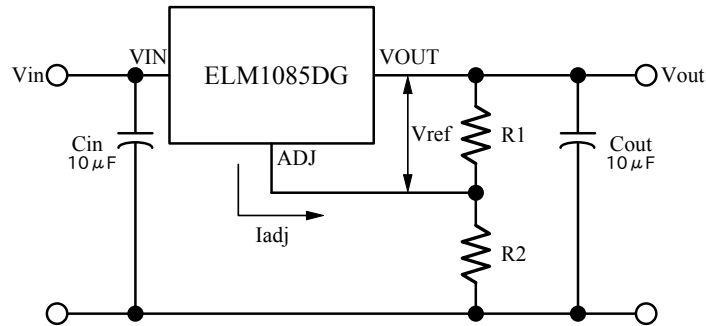 VIN
VOUT
ELM1085DG
Vin
Vout
Vref
R1
Cin
10μF
Cout
10μF
ADJ
Iadj
R2